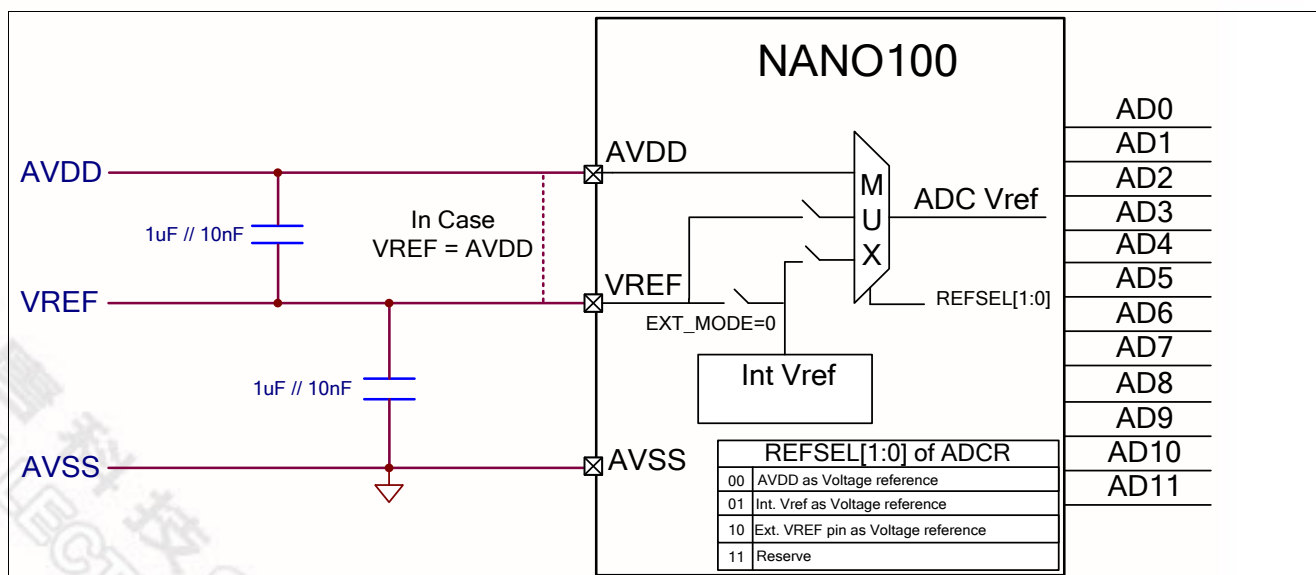 NANO100
AVDD
1uF // 10nF
In Case
VREF = AVDD
VREF
1uF // 10nF
AVSS
AVDD
VREF
EXT_MODE=0
AVSS
M
U
X
ADC Vref
REFSEL[1:0]
Int Vref
REFSEL[1:0] of ADCR
00 AVDD as Voltage reference
01 Int. Vref as Voltage reference
10 Ext. VREF pin as Voltage reference
11 Reserve
AD0
AD1
AD2
AD3
AD4
AD5
AD6
AD7
AD8
AD9
AD10
AD11
科技